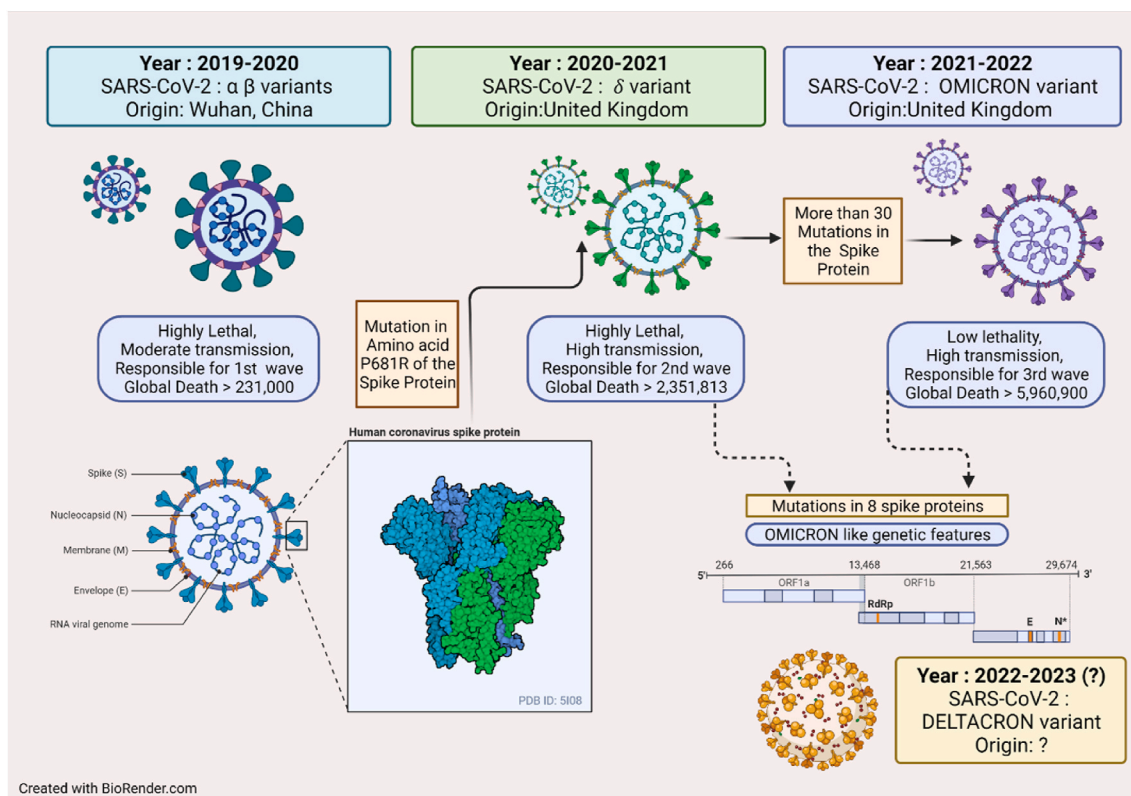 Year : 2019-2020
SARS-CoV-2 : α β variants
Origin: Wuhan, China
Year : 2020-2021
SARS-CoV-2 : δ variant
Origin:United Kingdom
Year : 2021-2022
SARS-CoV-2 : OMICRON variant
Origin:United Kingdom
More than 30
Mutations in
the Spike
Protein
Highly Lethal,
Moderate transmission,
Responsible for 1st wave
Global Death > 231,000
Mutation in
Amino acid
P681R of the
Spike Protein
Highly Lethal,
High transmission,
Responsible for 2nd wave
Global Death > 2,351,813
Low lethality,
High transmission,
Responsible for 3rd wave
Global Death > 5,960,900
Human coronavirus spike protein
Spike (S)
Nucleocapsid (N)
Membrane (M)
Envelope (E)
RNA viral genome
PDB ID: 5I08
Mutations in 8 spike proteins
OMICRON like genetic features
266 13,468 21,563 29,674
5' 3'
ORF1a ORF1b
RdRp
E N*
Year : 2022-2023 (?)
SARS-CoV-2 :
DELTACRON variant
Origin: ?
Created with BioRender.com